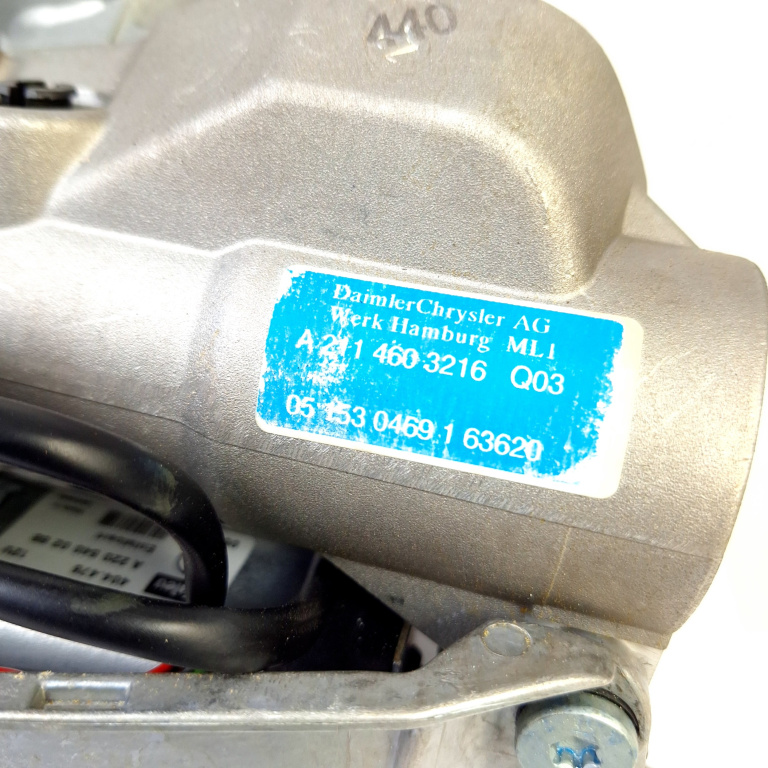 440
DaimlerChrysler AG
Werk Hamburg ML1
A 211 460 3216 Q03
05 153 0469 1 63620